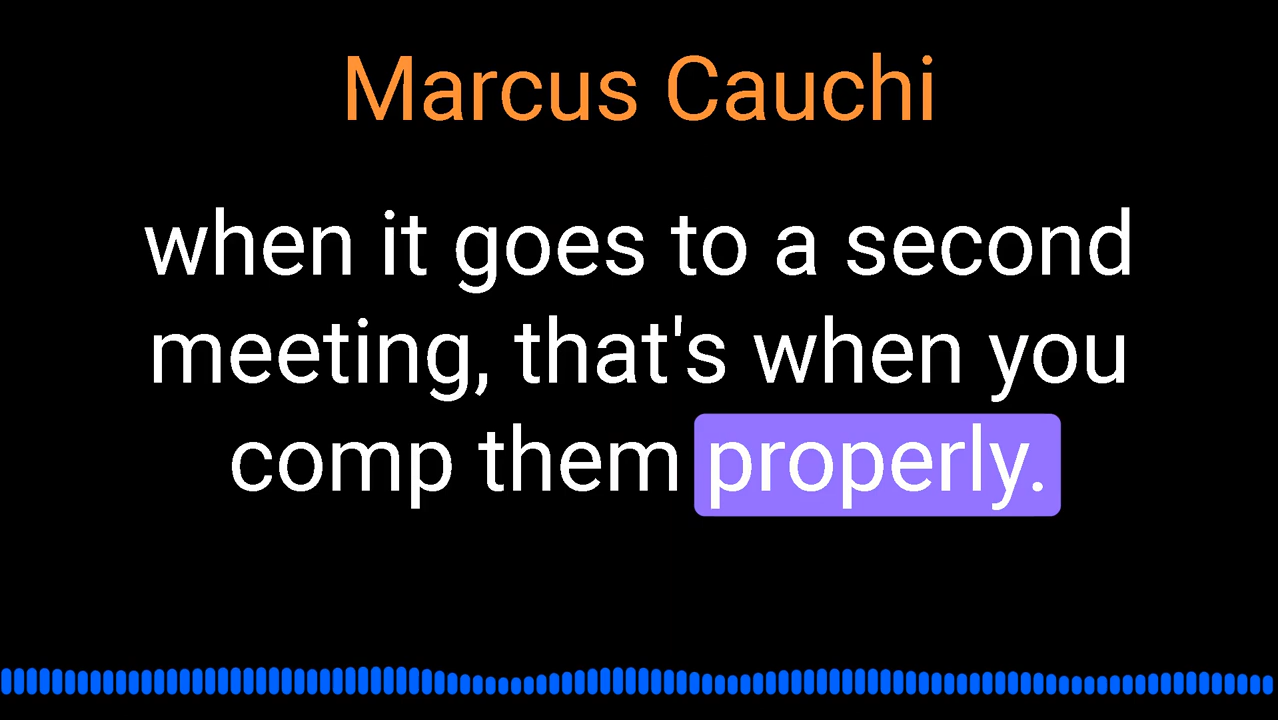 Marcus Cauchi
when it goes to a second
meeting, that's when you
comp them properly.